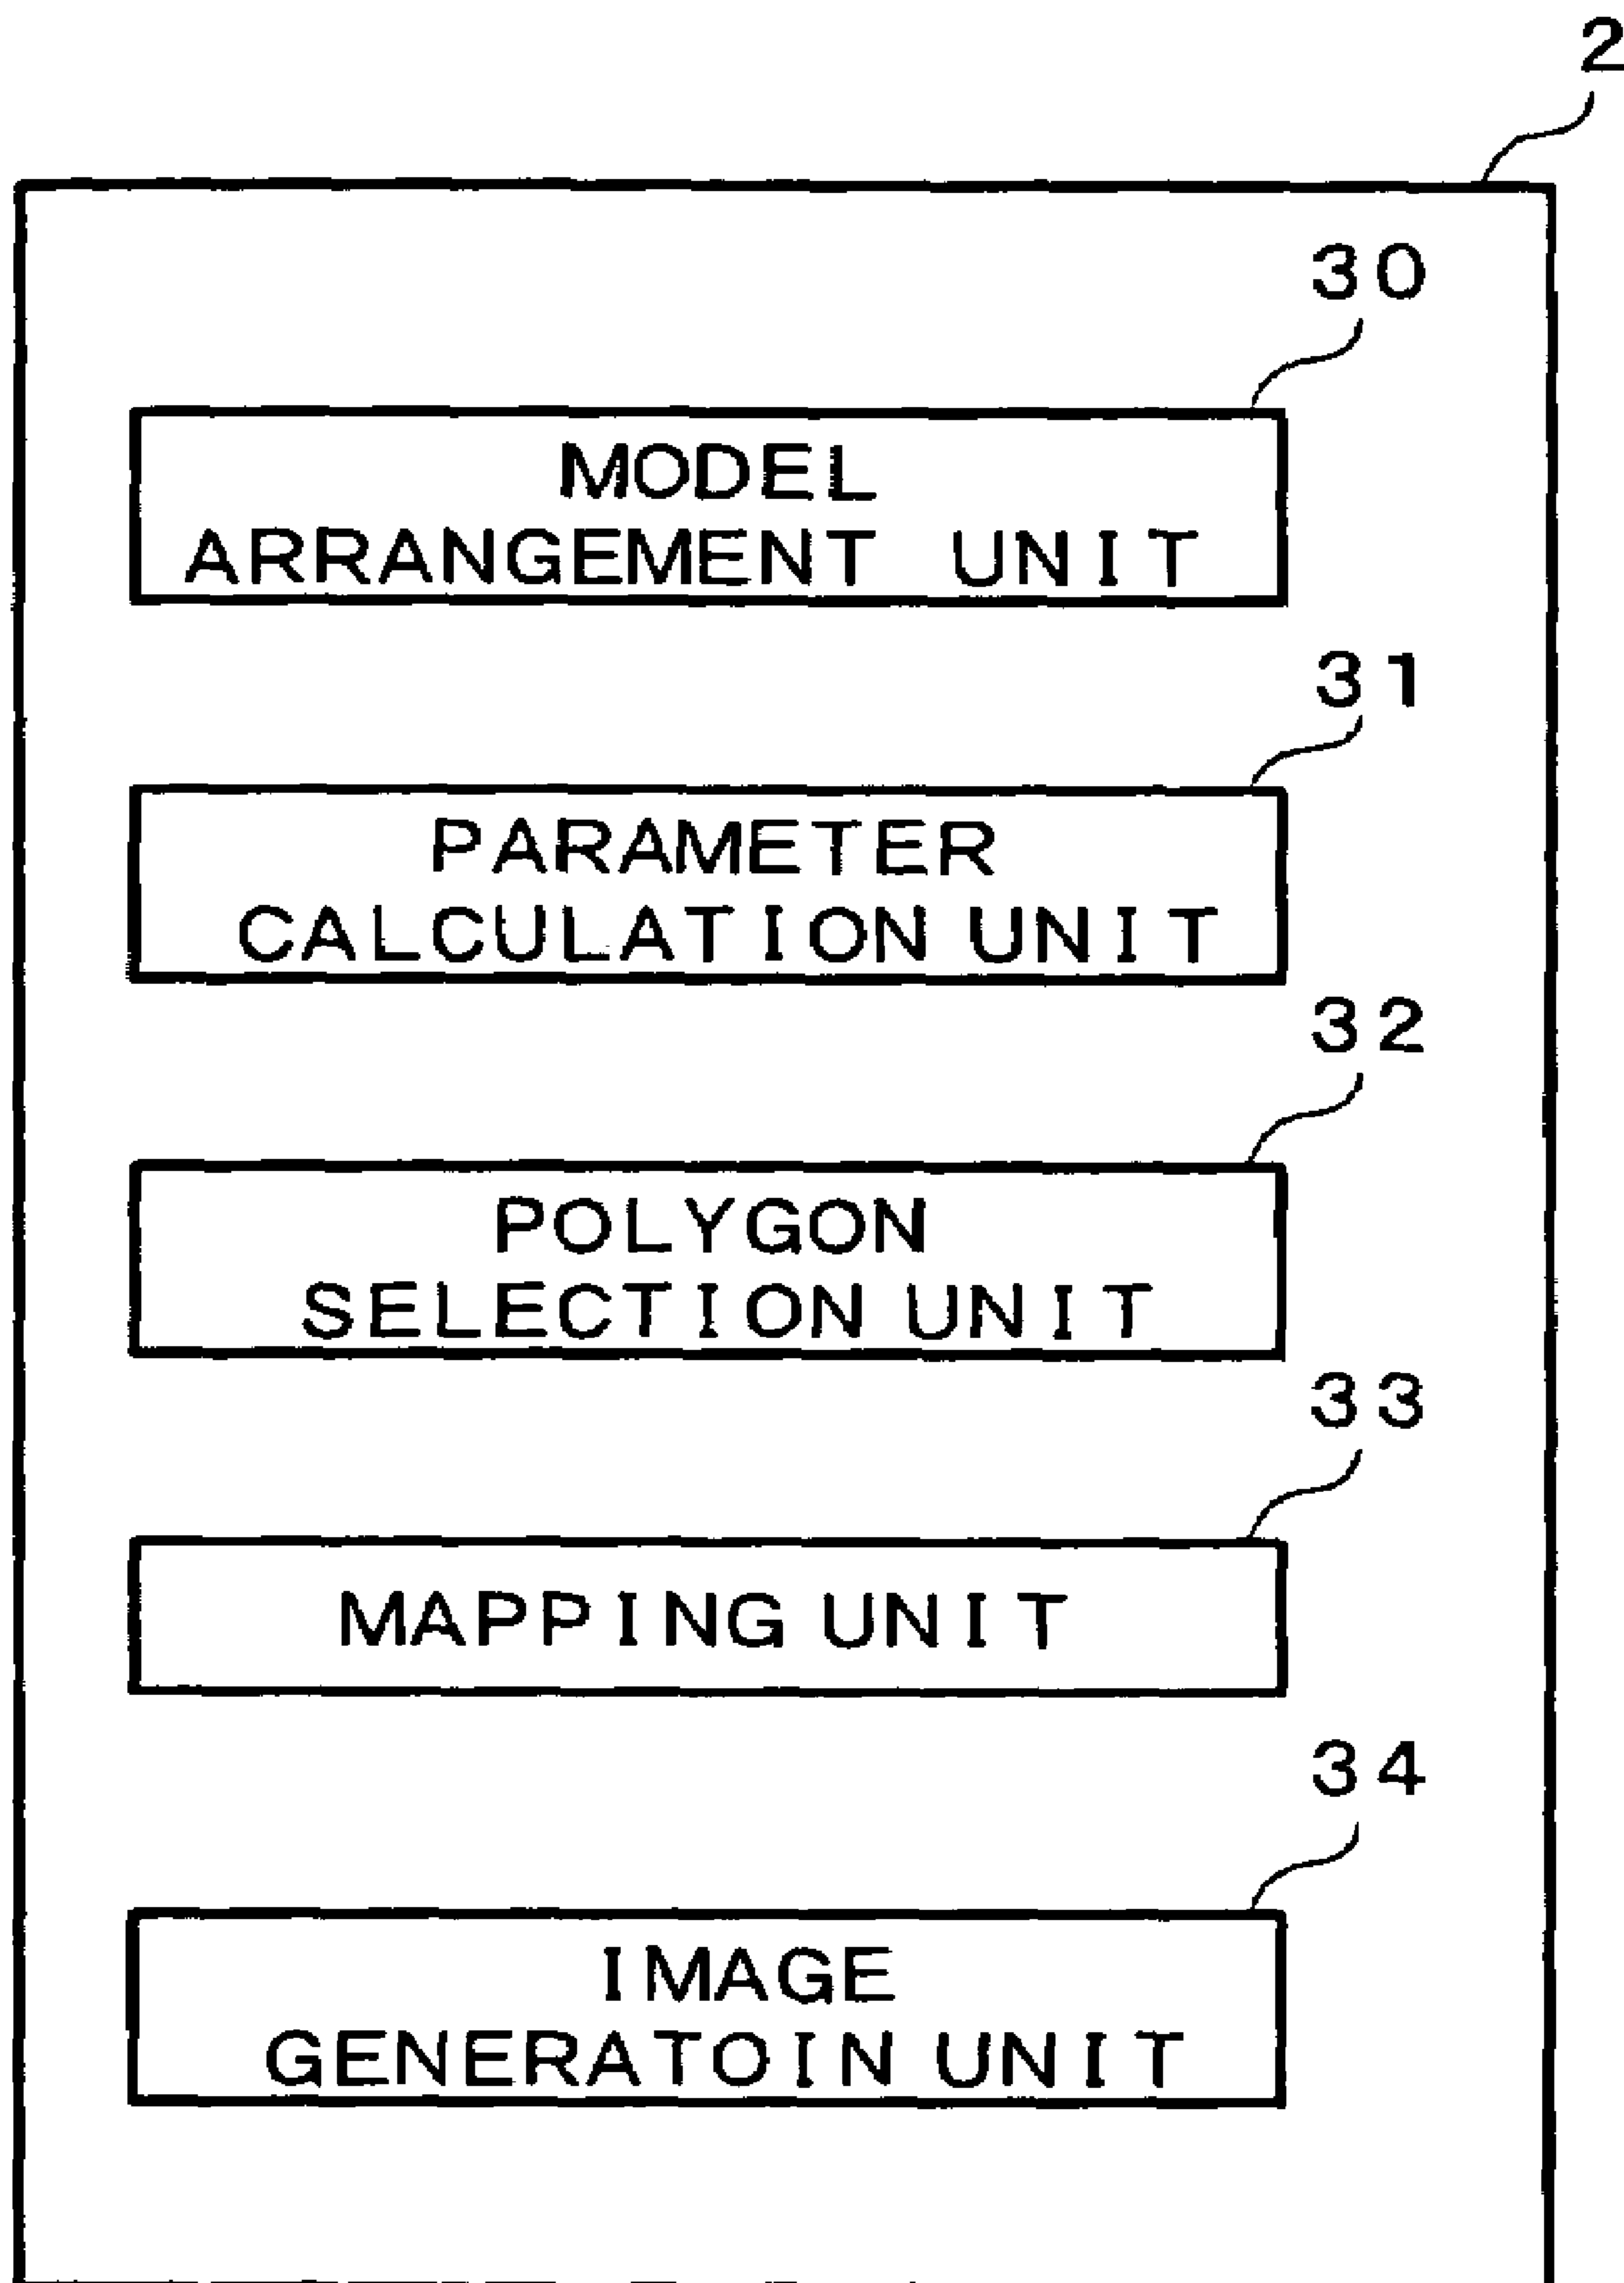 2
30
MODEL
ARRANGEMENT UNIT
31
PARAMETER
CALCULATION UNIT
32
POLYGON
SELECTION UNIT
33
MAPPING UNIT
34
IMAGE
GENERATOIN UNIT